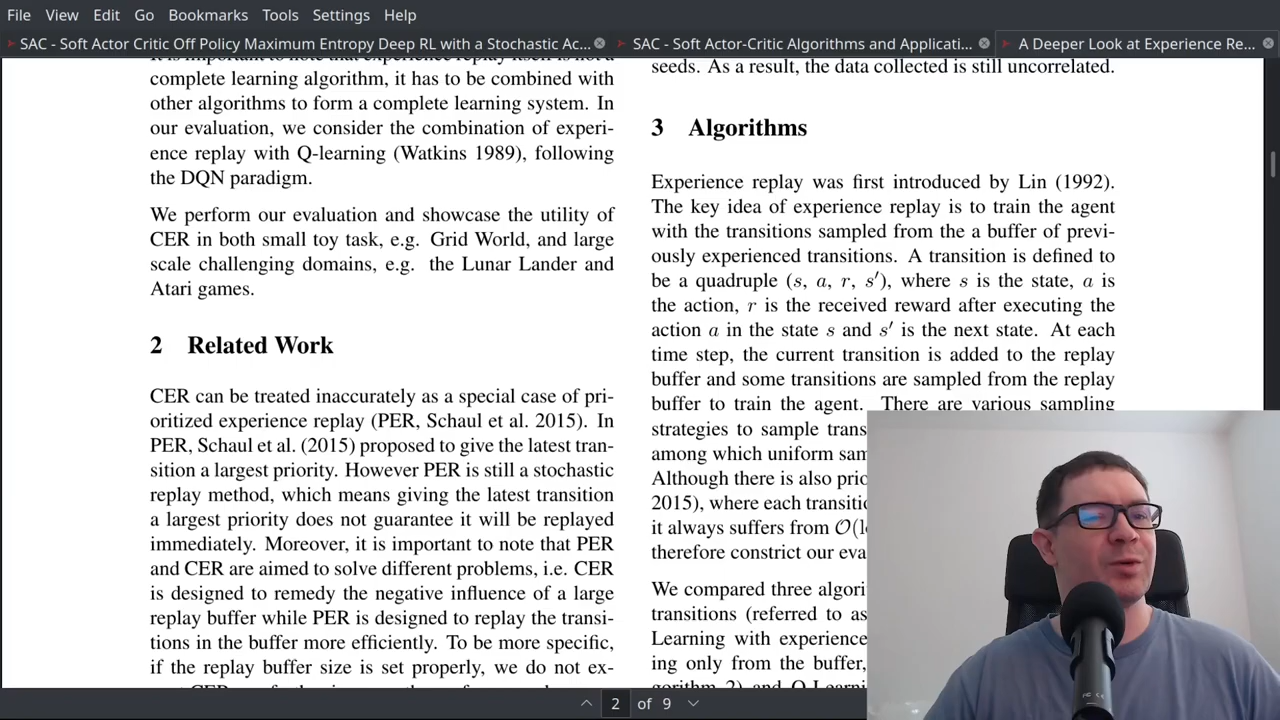 File View Edit Go Bookmarks Tools Settings Help
SAC - Soft Actor Critic Off Policy Maximum Entropy Deep RL with a Stochastic Ac...
SAC - Soft Actor-Critic Algorithms and Applicati...
A Deeper Look at Experience Re...
It is important to note that experience replay itself is not a
complete learning algorithm, it has to be combined with
other algorithms to form a complete learning system. In
our evaluation, we consider the combination of experi-
ence replay with Q-learning (Watkins 1989), following
the DQN paradigm.
We perform our evaluation and showcase the utility of
CER in both small toy task, e.g. Grid World, and large
scale challenging domains, e.g. the Lunar Lander and
Atari games.
2 Related Work
CER can be treated inaccurately as a special case of pri-
oritized experience replay (PER, Schaul et al. 2015). In
PER, Schaul et al. (2015) proposed to give the latest tran-
sition a largest priority. However PER is still a stochastic
replay method, which means giving the latest transition
a largest priority does not guarantee it will be replayed
immediately. Moreover, it is important to note that PER
and CER are aimed to solve different problems, i.e. CER
is designed to remedy the negative influence of a large
replay buffer while PER is designed to replay the transi-
tions in the buffer more efficiently. To be more specific,
if the replay buffer size is set properly, we do not ex-
seeds. As a result, the data collected is still uncorrelated.
3 Algorithms
Experience replay was first introduced by Lin (1992).
The key idea of experience replay is to train the agent
with the transitions sampled from the a buffer of previ-
ously experienced transitions. A transition is defined to
be a quadruple (s, a, r, s′), where s is the state, a is
the action, r is the received reward after executing the
action a in the state s and s′ is the next state. At each
time step, the current transition is added to the replay
buffer and some transitions are sampled from the replay
buffer to train the agent. There are various sampling
strategies to sample trans
among which uniform sam
Although there is also prio
2015), where each transitio
it always suffers from O(l
therefore constrict our eva
We compared three algori
transitions (referred to as
Learning with experience
ing only from the buffer,
gorithm 2) and Q-Learni
2 of 9